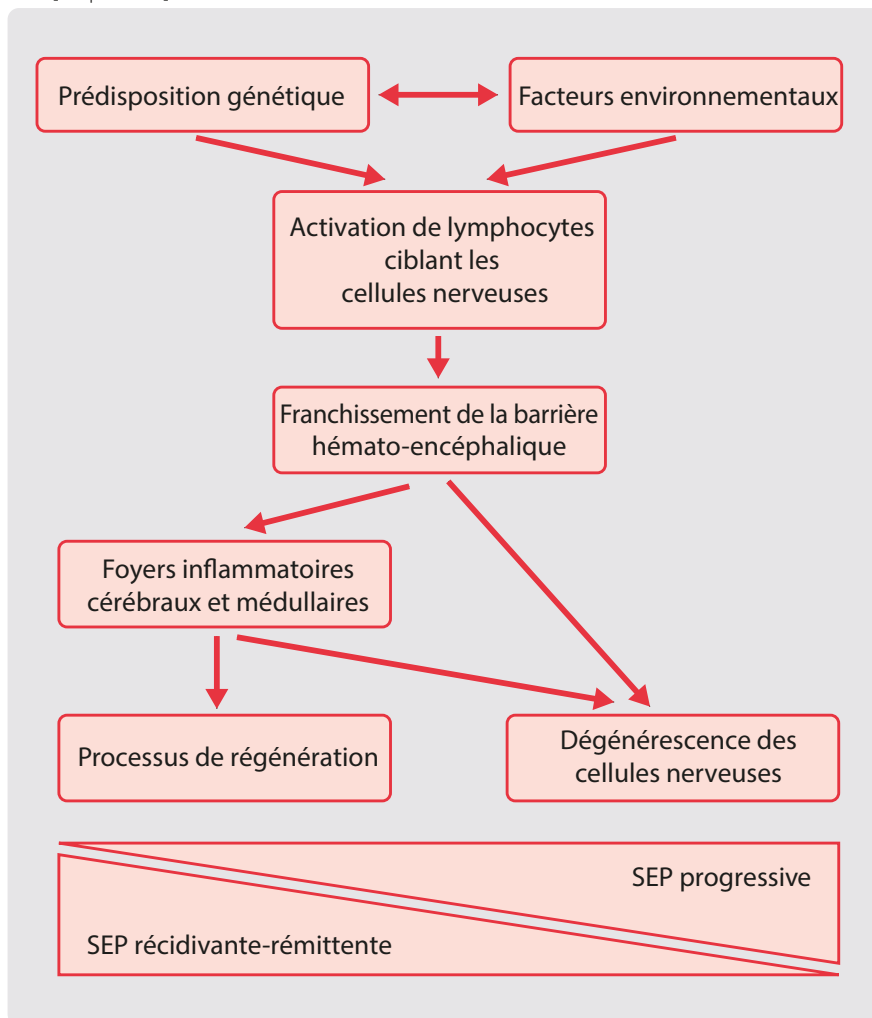 Prédisposition génétique
Facteurs environnementaux
Activation de lymphocytes
ciblant les
cellules nerveuses
Franchissement de la barrière
hémato-encéphalique
Foyers inflammatoires
cérébraux et médullaires
Processus de régénération
Dégénérescence des
cellules nerveuses
SEP progressive
SEP récidivante-rémittente